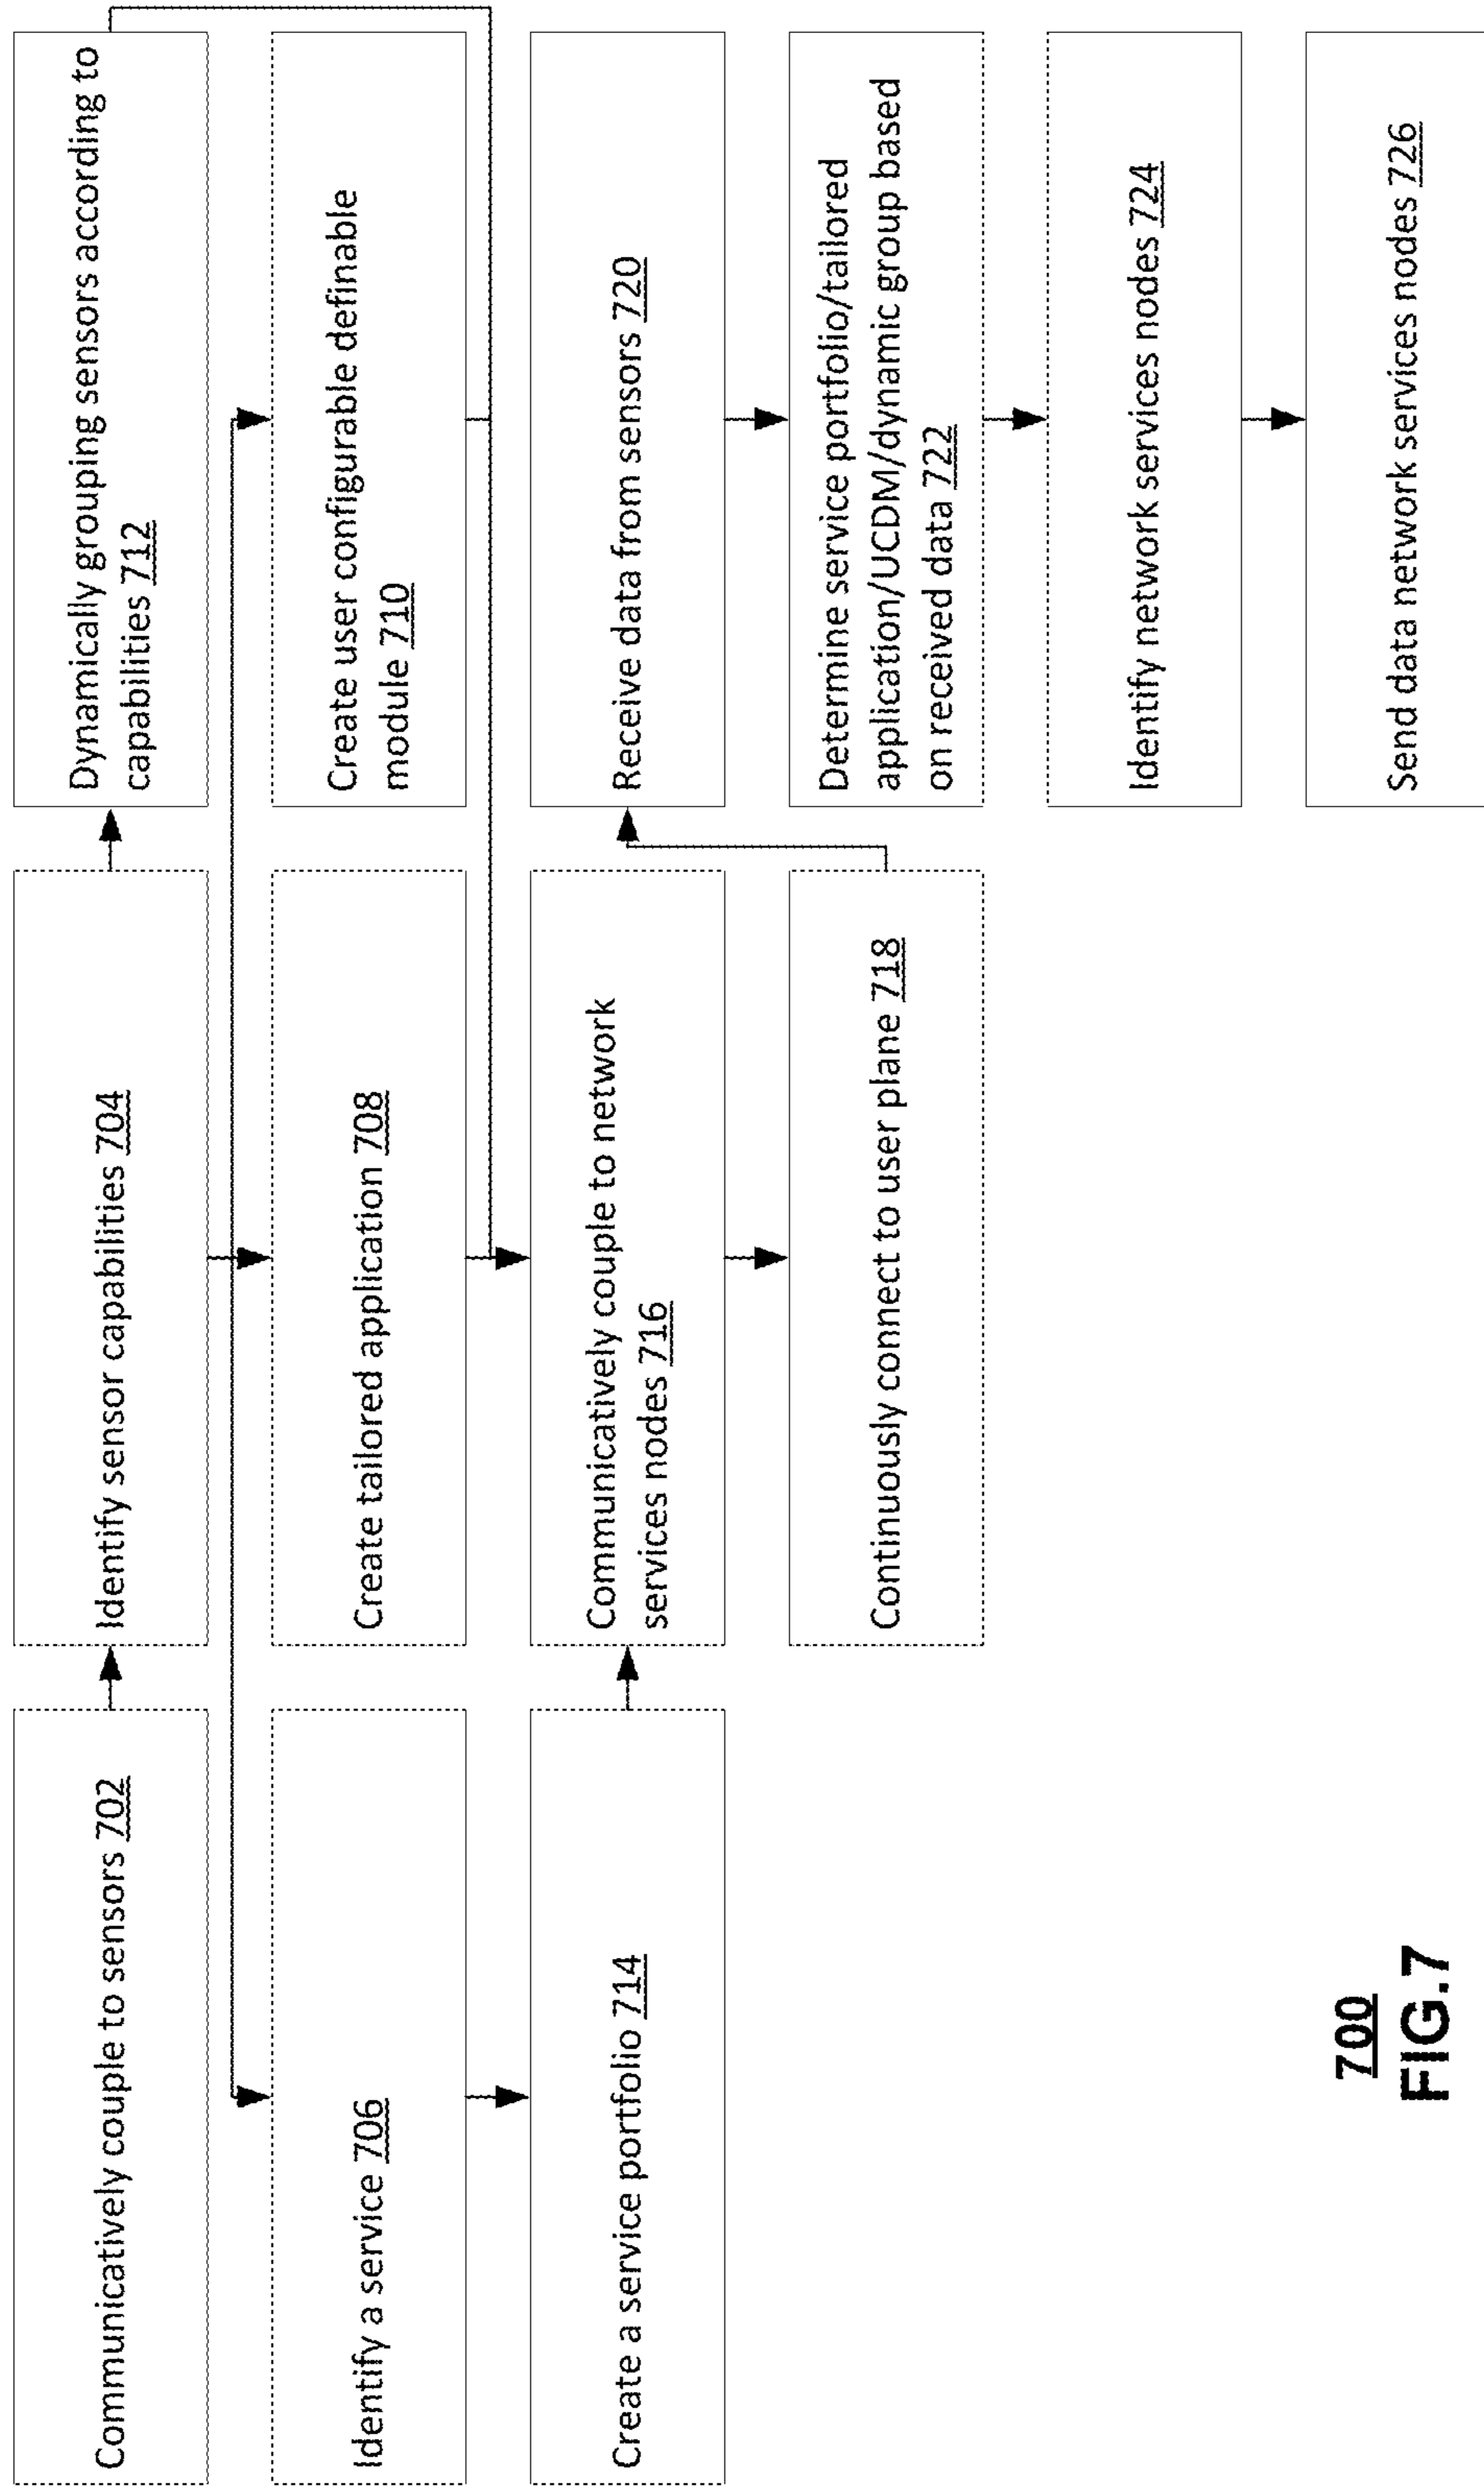 Communicatively couple to sensors 702
Identify sensor capabilities 704
Dynamically grouping sensors according to
capabilities 712
Identify a service 706
Create tailored application 708
Create user configurable definable
module 710
Create a service portfolio 714
Communicatively couple to network
services nodes 716
Receive data from sensors 720
Continuously connect to user plane 718
Determine service portfolio/tailored
application/UCDM/dynamic group based
on received data 722
Identify network services nodes 724
Send data network services nodes 726
700
FIG.7